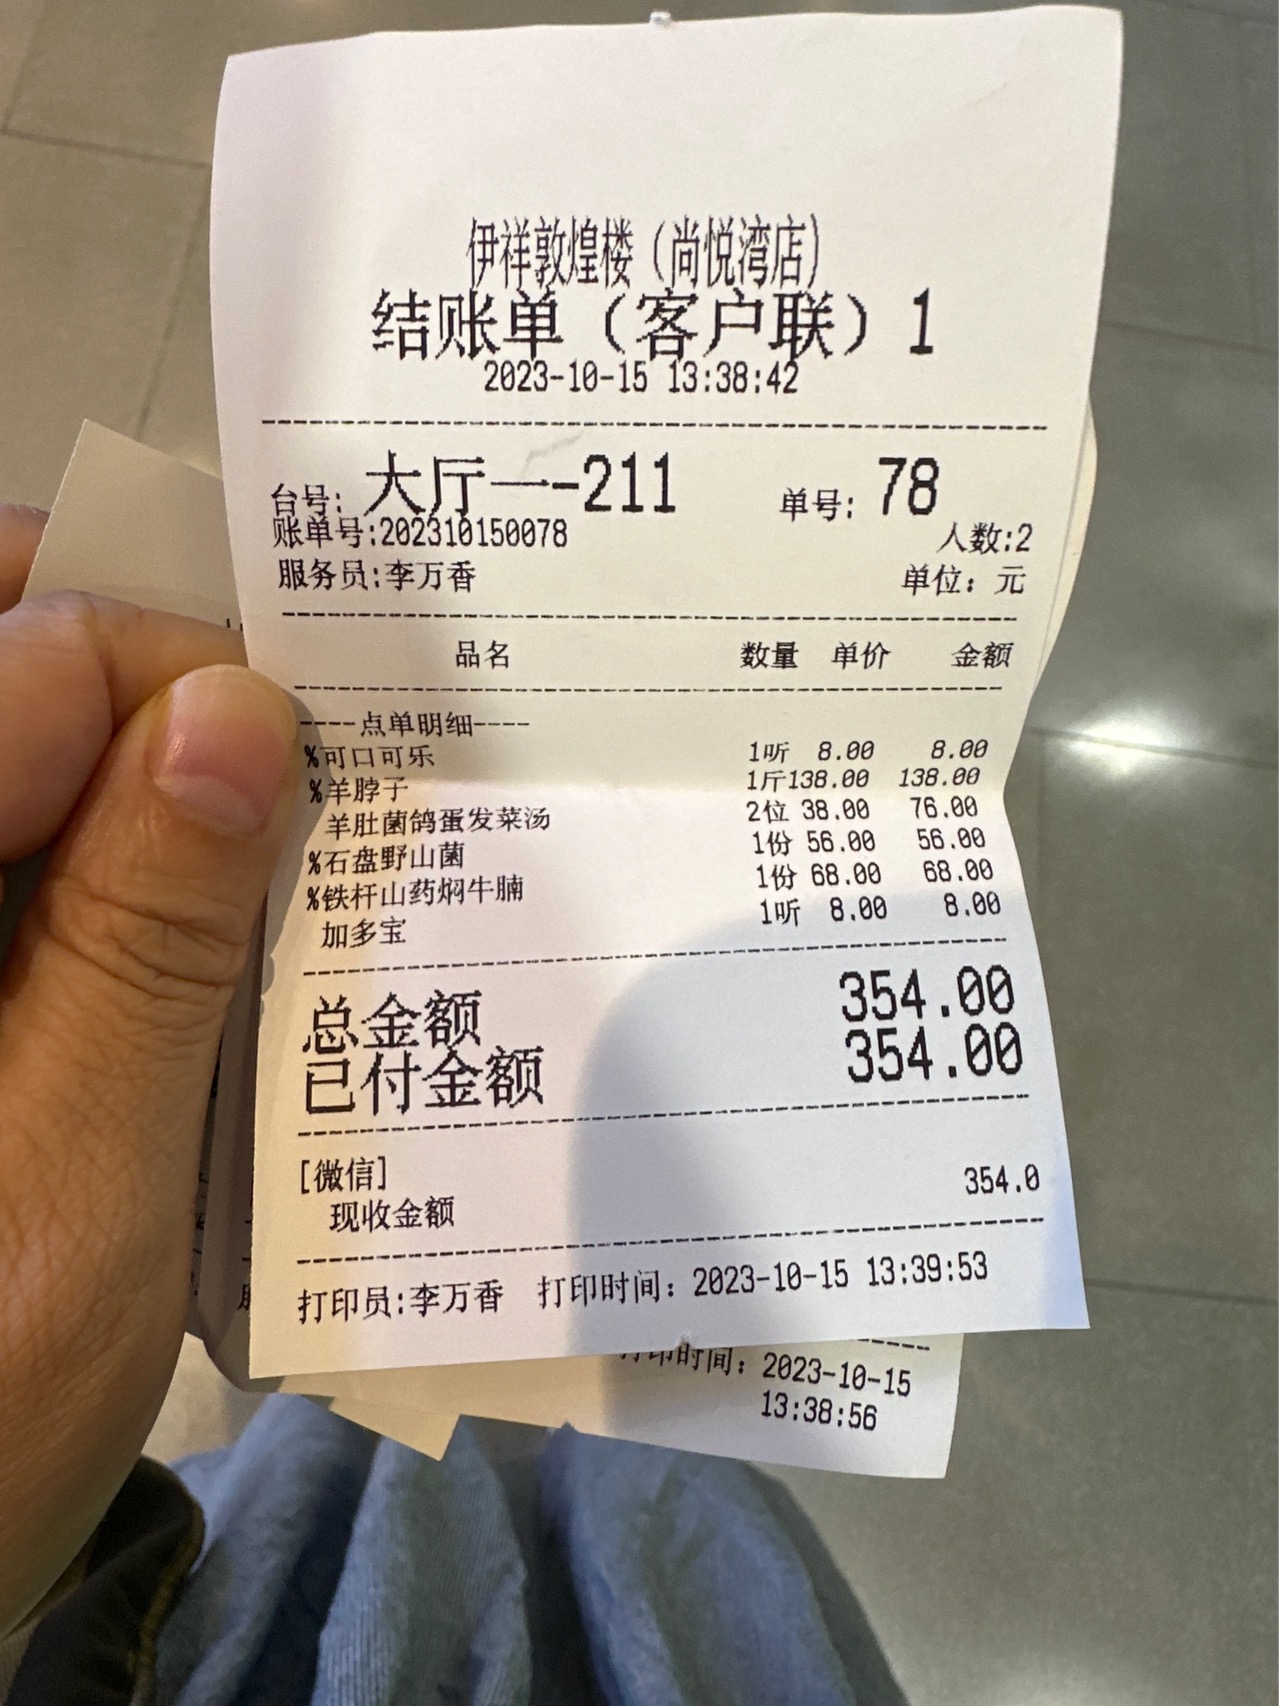 伊祥敦煌楼（尚悦湾店）
结账单（客户联）1
2023-10-15 13:38:42
台号: 大厅一-211 单号: 78
账单号:202310150078 人数:2
服务员:李万香 单位: 元
品名 数量 单价 金额
----点单明细----
%可口可乐 1听 8.00 8.00
%羊脖子 1斤138.00 138.00
羊肚菌鸽蛋发菜汤 2位 38.00 76.00
%石盘野山菌 1份 56.00 56.00
%铁杆山药焖牛腩 1份 68.00 68.00
加多宝 1听 8.00 8.00
总金额 354.00
已付金额 354.00
[微信]
现收金额 354.0
打印员:李万香 打印时间: 2023-10-15 13:39:53
打印时间: 2023-10-15
13:38:56